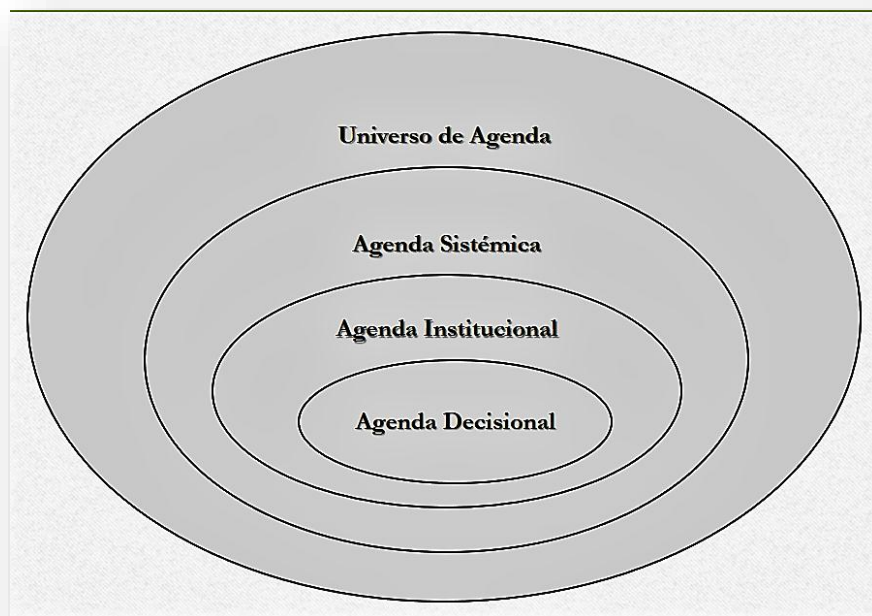 Universo de Agenda
Agenda Sistémica
Agenda Institucional
Agenda Decisional